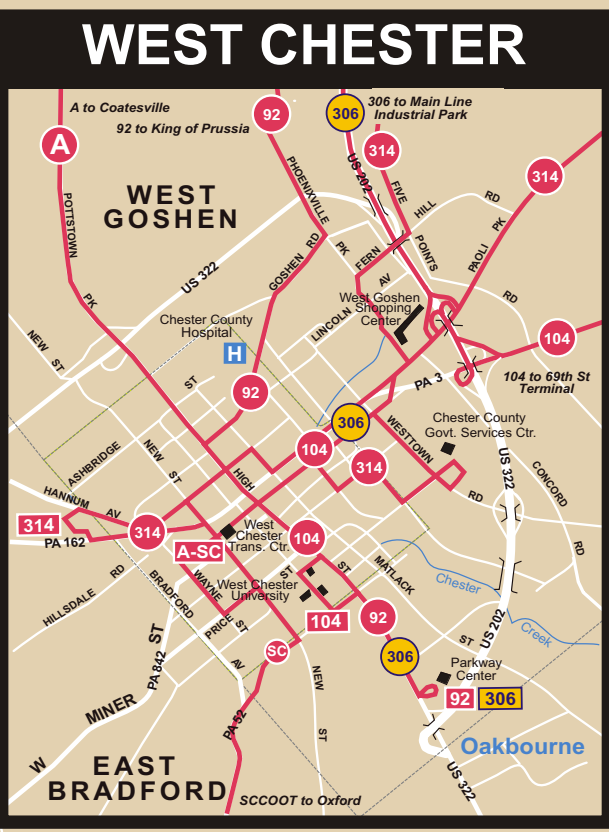 WEST CHESTER
A to Coatesville
92 to King of Prussia
306 to Main Line
Industrial Park
A
92
306
314
314
WEST
GOSHEN
POTTSTOWN
PK
US 322
PHOENIXVILLE
PK
GOSHEN RD
US 202
FIVE
POINTS
HILL
RD
FERN
AV
PAOLI PK
RD
LINCOLN
West Goshen
Shopping
Center
Chester County
Hospital
H
NEW ST
ST
92
104
104 to 69th St
Terminal
PA 3
306
WESTTOWN
RD
Chester County
Govt. Services Ctr.
104
314
US 322
CONCORD
RD
ASHBRIDGE
NEW ST
HIGH
ST
HANNUM AV
314
PA 162
314
A-SC
West
Chester
Trans. Ctr.
104
West Chester
University
ST
WAYNE
ST
BRADFORD
AV
PRICE
ST
104
92
MATLACK
ST
Chester
Creek
HILLSDALE RD
PA 842
SC
306
US 202
Parkway
Center
92
306
NEW
ST
W MINER ST
PA 52
Oakbourne
US 322
EAST
BRADFORD
SCCOOT to Oxford